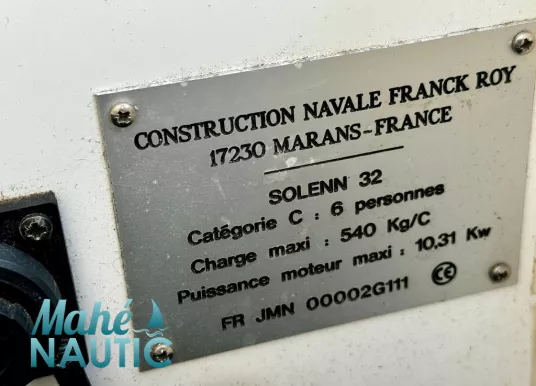 CONSTRUCTION NAVALE FRANCK ROY
17230 MARANS-FRANCE
SOLENN 32
Catégorie C : 6 personnes
Charge maxi : 540 Kg/C
Puissance moteur maxi : 10,31 Kw
FR JMN 00002G111 CE
Mahé
NAUTIC